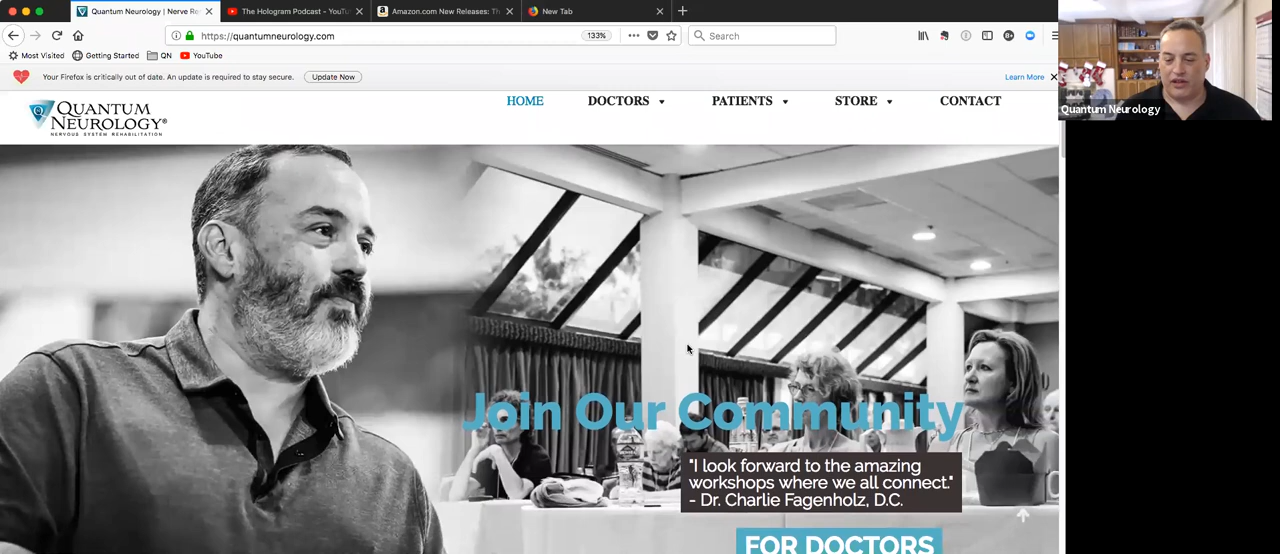 Quantum Neurology | Nerve Re
The Hologram Podcast - YouTu
Amazon.com New Releases: Th
New Tab
https://quantumneurology.com
133%
Search
Most Visited
Getting Started
QN
YouTube
Your Firefox is critically out of date. An update is required to stay secure.
Update Now
Learn More
QUANTUM
NEUROLOGY®
NERVOUS SYSTEM REHABILITATION
HOME
DOCTORS
PATIENTS
STORE
CONTACT
Quantum Neurology
Join Our Community
"I look forward to the amazing
workshops where we all connect."
- Dr. Charlie Fagenholz, D.C.
FOR DOCTORS